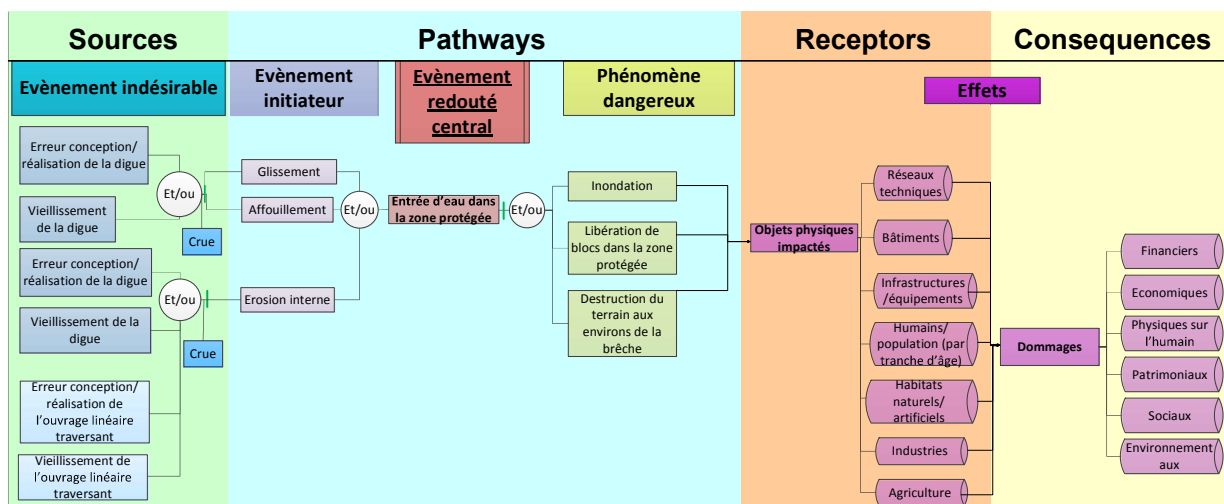 Sources
Pathways
Receptors
Consequences
Evènement indésirable
Evènement
initiateur
Evènement
redouté
central
Phénomène
dangereux
Effets
Erreur conception/
réalisation de la digue
Vieillissement
de la digue
Et/ou
Crue
Erreur conception/
réalisation de la digue
Vieillissement de la
digue
Et/ou
Crue
Erreur conception/
réalisation de
l’ouvrage linéaire
traversant
Vieillissement de
l’ouvrage linéaire
traversant
Glissement
Affouillement
Erosion interne
Et/ou
Entrée d’eau dans
la zone protégée
Et/ou
Inondation
Libération de
blocs dans la zone
protégée
Destruction du
terrain aux
environs de la
brêche
Objets physiques
impactés
Réseaux
techniques
Bâtiments
Infrastructures
/équipements
Humains/
population (par
tranche d’âge)
Habitats
naturels/
artificiels
Industries
Agriculture
Dommages
Financiers
Economiques
Physiques sur
l’humain
Patrimoniaux
Sociaux
Environnement
aux